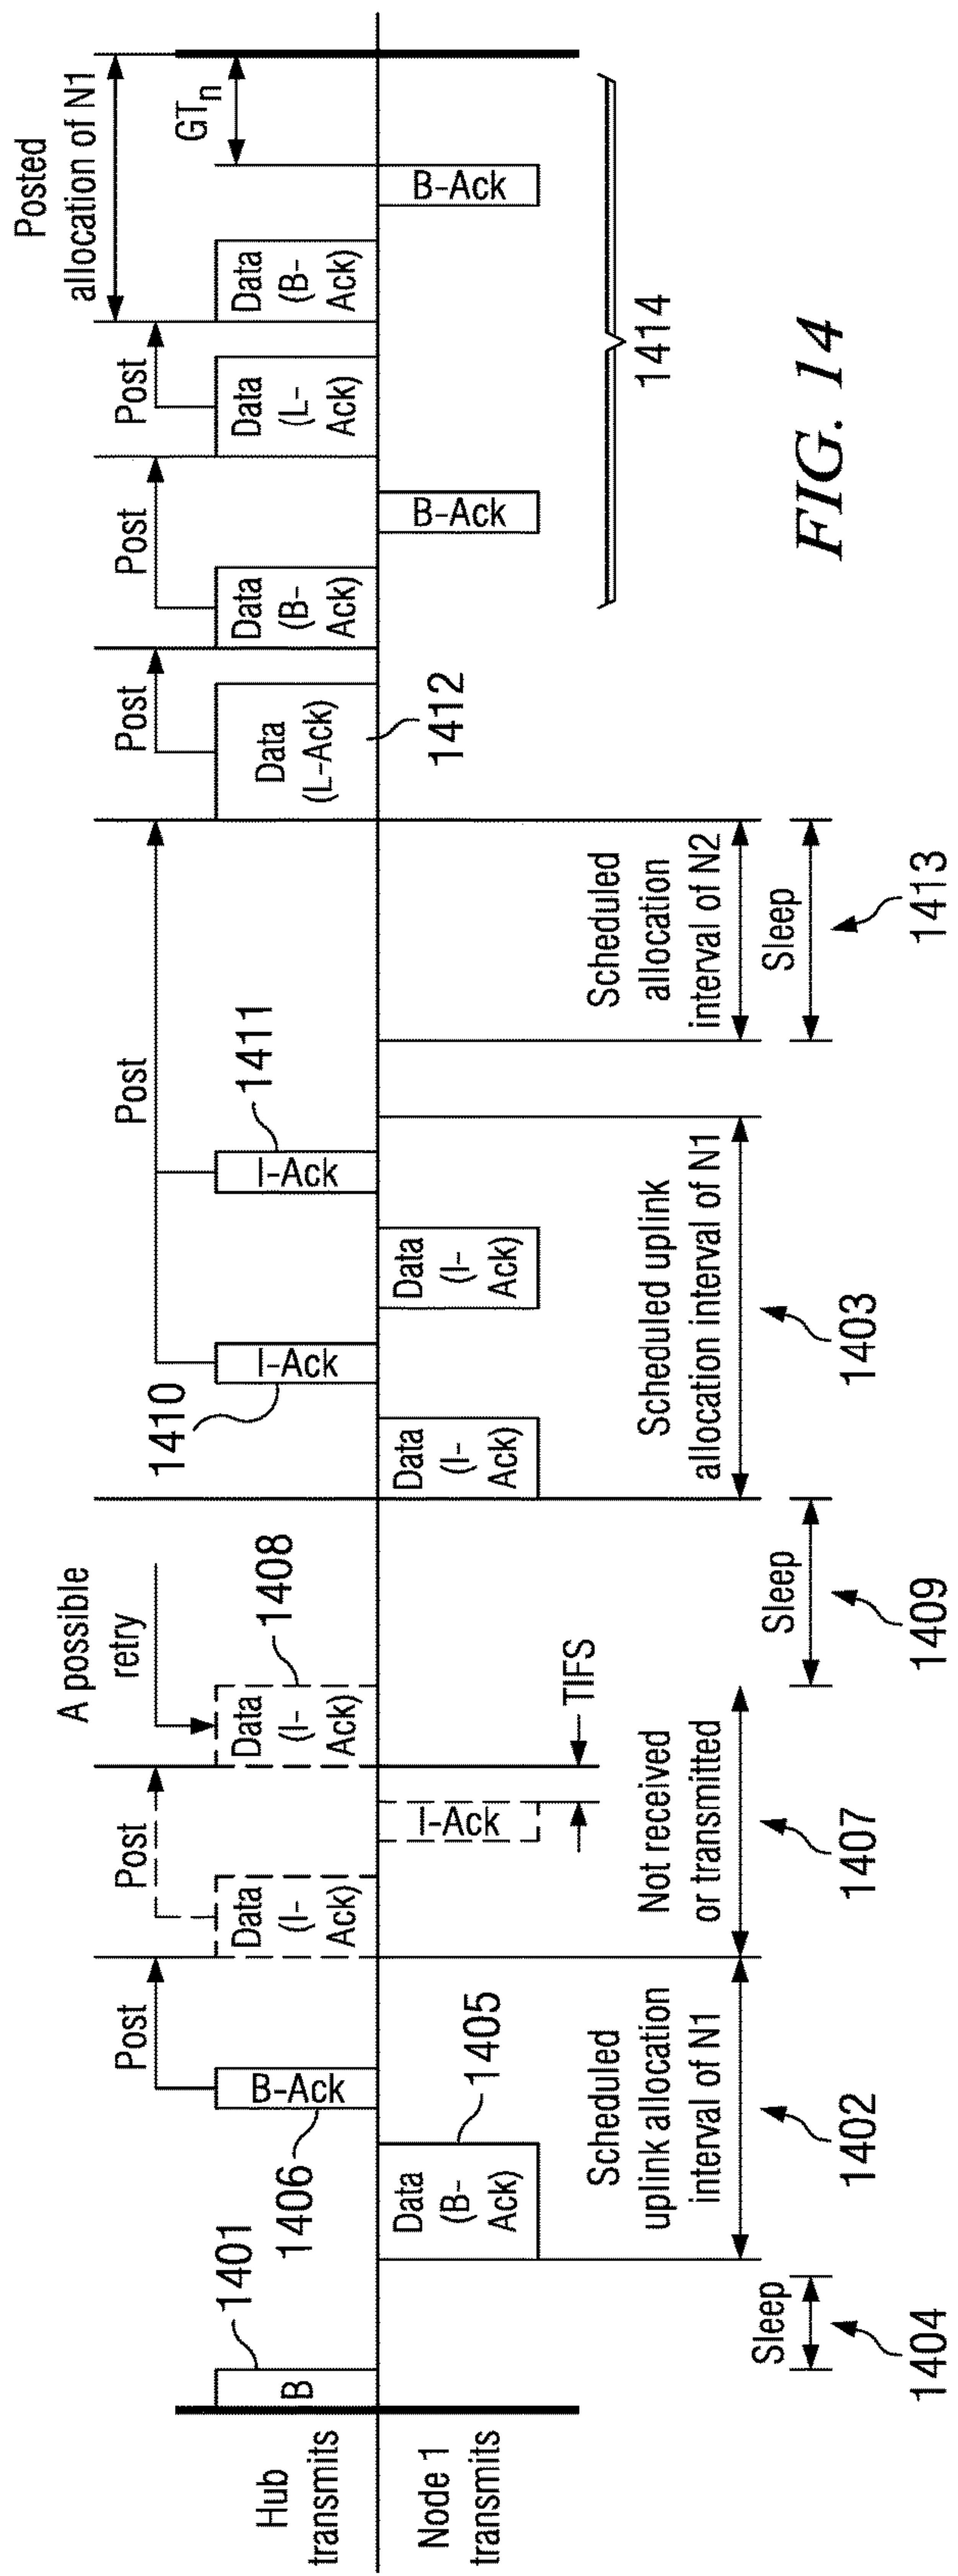 Hub
transmits
Node 1
transmits
B
1401
Sleep
1404
Data
(B-
Ack)
1405
B-Ack
1406
Post
Scheduled
uplink allocation
interval of N1
1402
Data
(I-
Ack)
Post
I-Ack
TIFS
A possible
retry
Data
(I-
Ack)
1408
Not received
or transmitted
1407
Sleep
1409
Data
(I-
Ack)
I-Ack
1410
Data
(I-
Ack)
I-Ack
1411
Post
Scheduled uplink
allocation interval of N1
1403
Scheduled
allocation
interval of N2
Sleep
1413
Data
(L-Ack)
1412
Post
Data
(B-
Ack)
Post
B-Ack
Data
(L-
Ack)
Post
Data
(B-
Ack)
B-Ack
GTn
Posted
allocation of N1
1414
FIG. 14